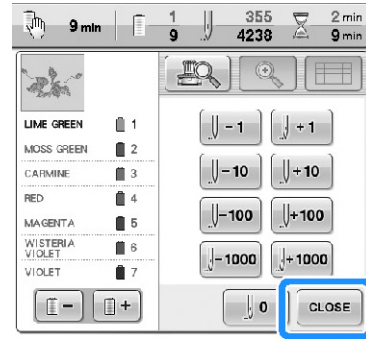 9 min 1 355 2 min
9 4238 9 min
LIME GREEN 1
MOSS GREEN 2
CARMINE 3
RED 4
MAGENTA 5
WISTERIA
VIOLET 6
VIOLET 7
- 1 + 1
- 10 + 10
- 100 + 100
- 1000 + 1000
- + 0 CLOSE